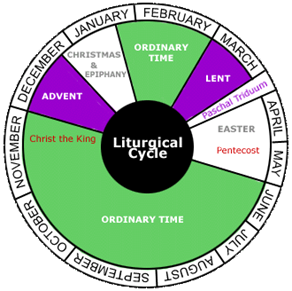 JANUARY
FEBRUARY
MARCH
APRIL
MAY
JUNE
JULY
AUGUST
SEPTEMBER
OCTOBER
NOVEMBER
DECEMBER
CHRISTMAS
&
EPIPHANY
ORDINARY
TIME
LENT
Paschal Triduum
EASTER
Pentecost
ORDINARY TIME
Christ the King
ADVENT
Liturgical
Cycle